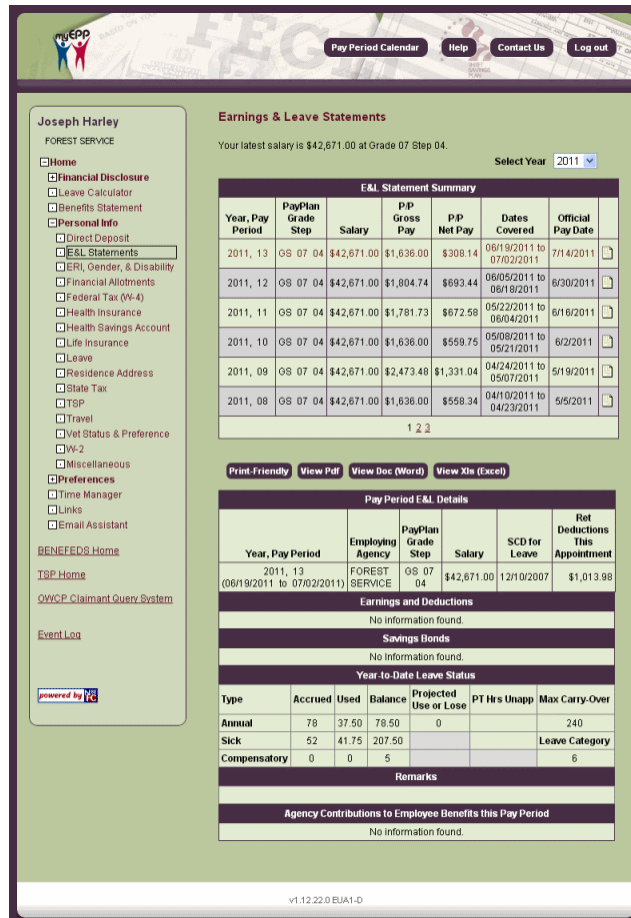 myEPP
Pay Period Calendar Help Contact Us Log out
Joseph Harley
FOREST SERVICE
Home
Financial Disclosure
Leave Calculator
Benefits Statement
Personal Info
Direct Deposit
E&L Statements
ERI, Gender, & Disability
Financial Allotments
Federal Tax (W-4)
Health Insurance
Health Savings Account
Life Insurance
Leave
Residence Address
State Tax
TSP
Travel
Vet Status & Preference
W-2
Miscellaneous
Preferences
Time Manager
Links
Email Assistant
BENEFEDS Home
TSP Home
OWCP Claimant Query System
Event Log
powered by NFC
Earnings & Leave Statements
Your latest salary is $42,671.00 at Grade 07 Step 04.
Select Year 2011
E&L Statement Summary
Year, Pay Period PayPlan Grade Step Salary P/P Gross Pay P/P Net Pay Dates Covered Official Pay Date
2011, 13 GS 07 04 $42,671.00 $1,636.00 $308.14 06/19/2011 to 07/02/2011 7/14/2011
2011, 12 GS 07 04 $42,671.00 $1,804.74 $693.44 06/05/2011 to 06/18/2011 6/30/2011
2011, 11 GS 07 04 $42,671.00 $1,781.73 $672.58 05/22/2011 to 06/04/2011 6/16/2011
2011, 10 GS 07 04 $42,671.00 $1,636.00 $559.75 05/08/2011 to 05/21/2011 6/2/2011
2011, 09 GS 07 04 $42,671.00 $2,473.48 $1,331.04 04/24/2011 to 05/07/2011 5/19/2011
2011, 08 GS 07 04 $42,671.00 $1,636.00 $558.34 04/10/2011 to 04/23/2011 5/5/2011
1 2 3
Print-Friendly View Pdf View Doc (Word) View Xls (Excel)
Pay Period E&L Details
Year, Pay Period Employing Agency PayPlan Grade Step Salary SCD for Leave Ret Deductions This Appointment
2011, 13 (06/19/2011 to 07/02/2011) FOREST SERVICE GS 07 04 $42,671.00 12/10/2007 $1,013.98
Earnings and Deductions
No information found.
Savings Bonds
No Information found.
Year-to-Date Leave Status
Type Accrued Used Balance Projected Use or Lose PT Hrs Unapp Max Carry-Over
Annual 78 37.50 78.50 0 240
Sick 52 41.75 207.50 Leave Category
Compensatory 0 0 5 6
Remarks
Agency Contributions to Employee Benefits this Pay Period
No information found.
v1.12.22.0 EUA1-D